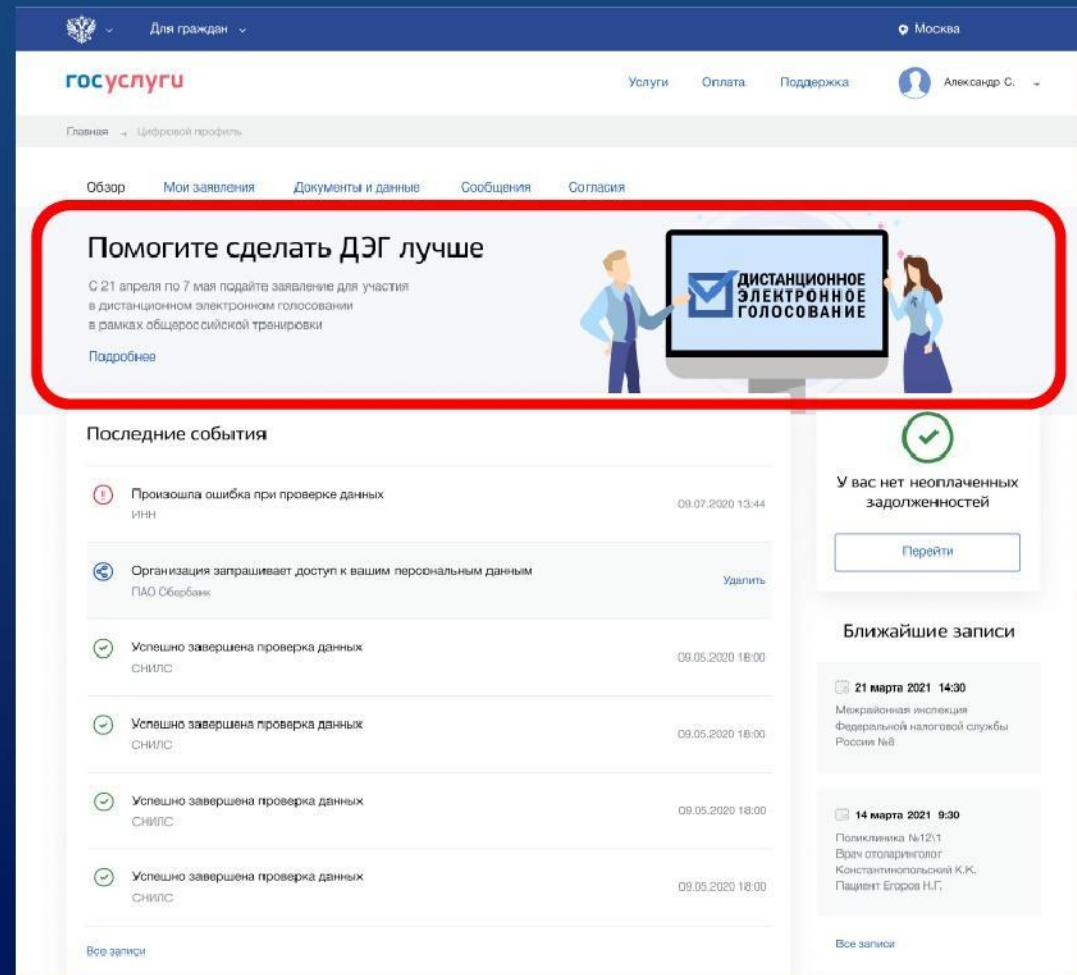 Для граждан
Москва
госуслуги
Услуги Оплата Поддержка Александр С.
Главная → Цифровой профиль
Обзор Мои заявления Документы и данные Сообщения Согласия
Помогите сделать ДЭГ лучше
С 21 апреля по 7 мая подайте заявление для участия
в дистанционном электронном голосовании
в рамках общероссийской тренировки
Подробнее
ДИСТАНЦИОННОЕ
ЭЛЕКТРОННОЕ
ГОЛОСОВАНИЕ
Последние события
Произошла ошибка при проверке данных
ИНН
09.07.2020 13:44
Организация запрашивает доступ к вашим персональным данным
ПАО Сбербанк
Удалить
Успешно завершена проверка данных
СНИЛС
09.05.2020 18:00
Успешно завершена проверка данных
СНИЛС
09.05.2020 18:00
Успешно завершена проверка данных
СНИЛС
09.05.2020 18:00
Успешно завершена проверка данных
СНИЛС
09.05.2020 18:00
Все записи
У вас нет неоплаченных
задолженностей
Перейти
Ближайшие записи
21 марта 2021 14:30
Межрайонная инспекция
Федеральной налоговой службы
России №8
14 марта 2021 9:30
Поликлиника №12\1
Врач отоларинголог
Константинопольский К.К.
Пациент Егоров Н.Г.
Все записи